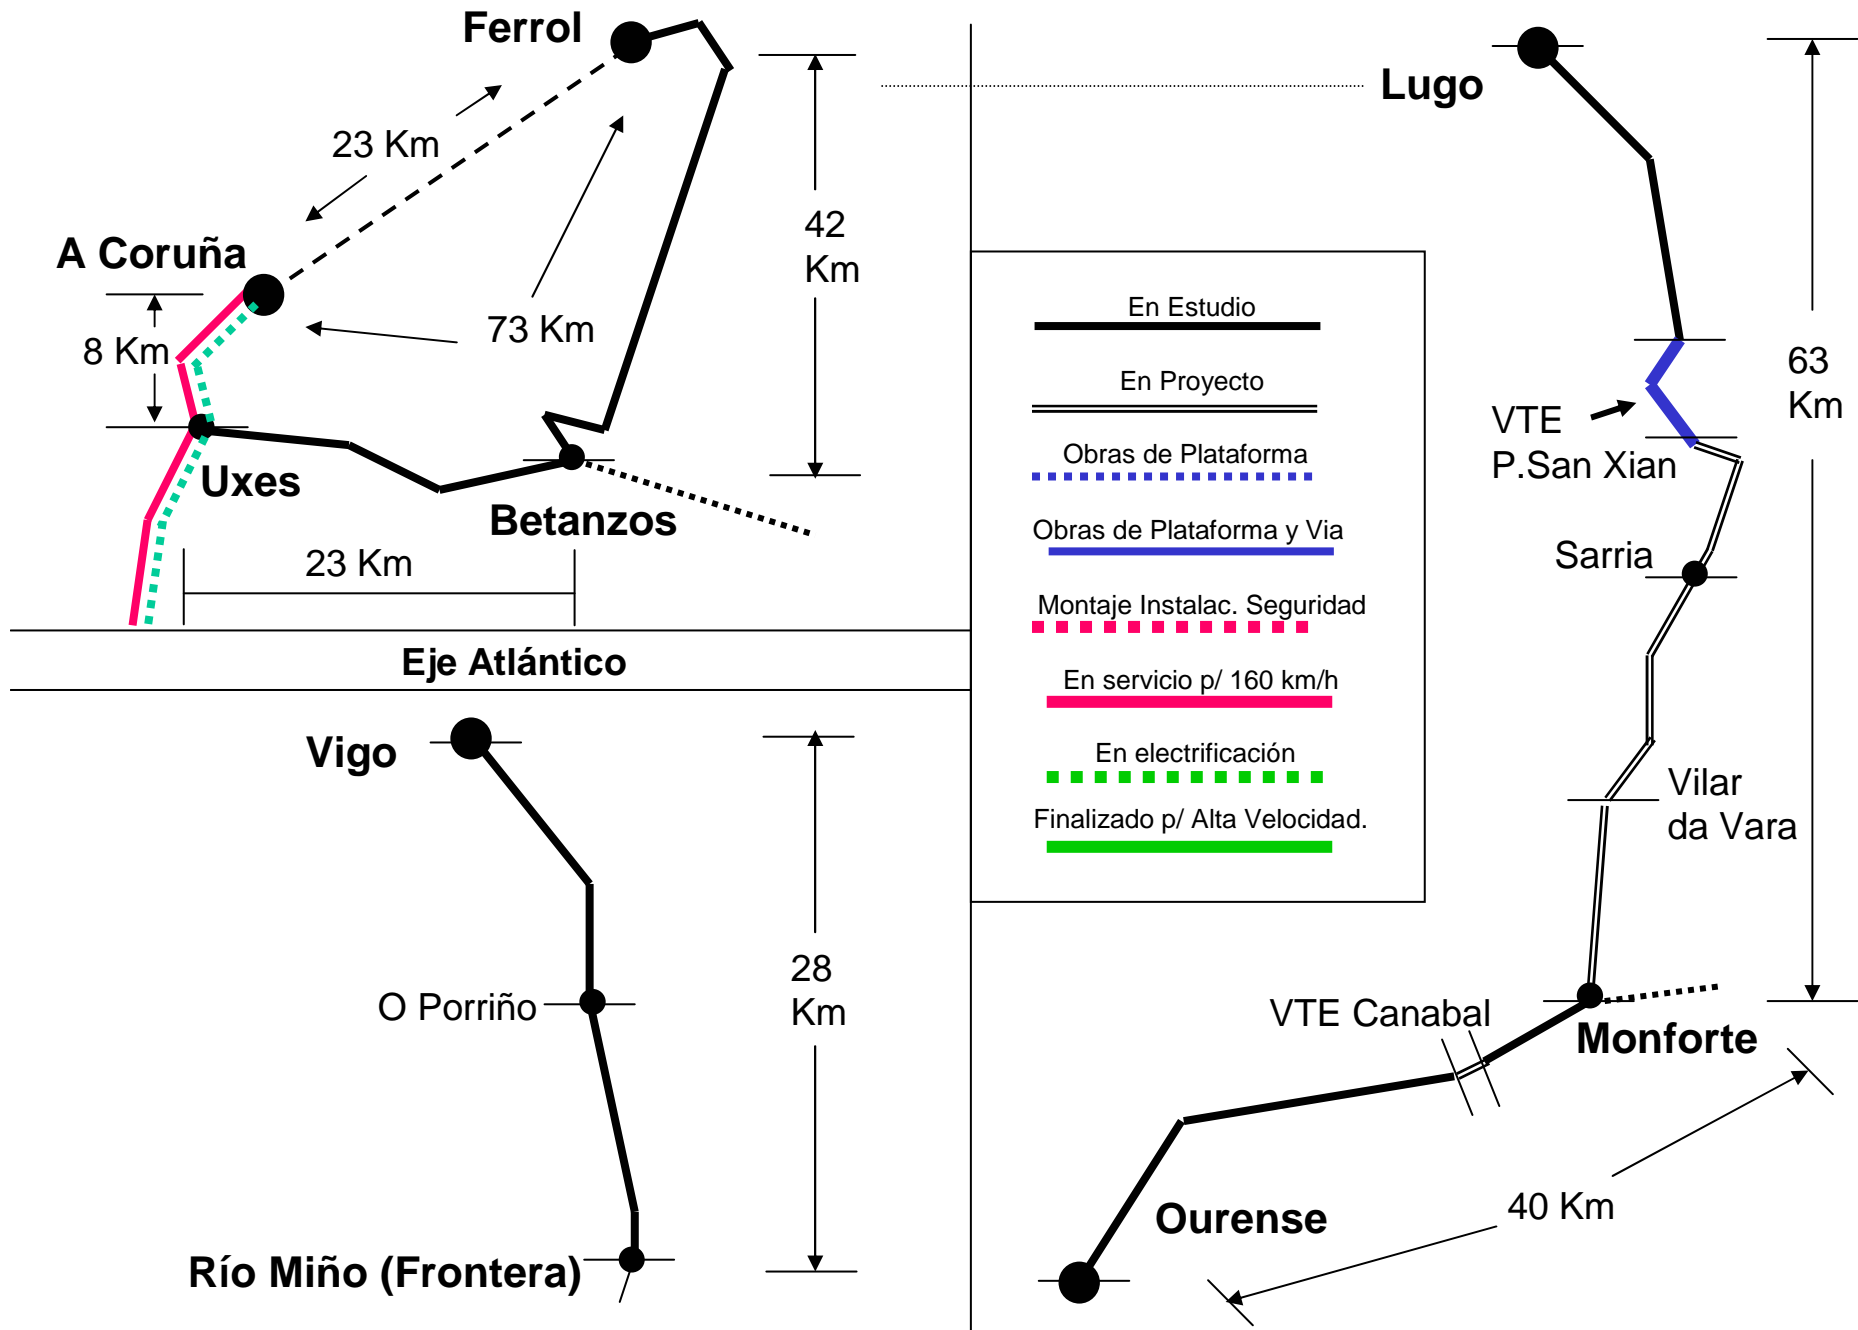 Ferrol
23 Km
A Coruña
8 Km
73 Km
42
Km
Uxes
Betanzos
23 Km
Eje Atlántico
Vigo
O Porriño
28
Km
Río Miño (Frontera)
En Estudio
En Proyecto
Obras de Plataforma
Obras de Plataforma y Via
Montaje Instalac. Seguridad
En servicio p/ 160 km/h
En electrificación
Finalizado p/ Alta Velocidad.
Lugo
63
Km
VTE
P.San Xian
Sarria
Vilar
da Vara
VTE Canabal
Monforte
Ourense
40 Km